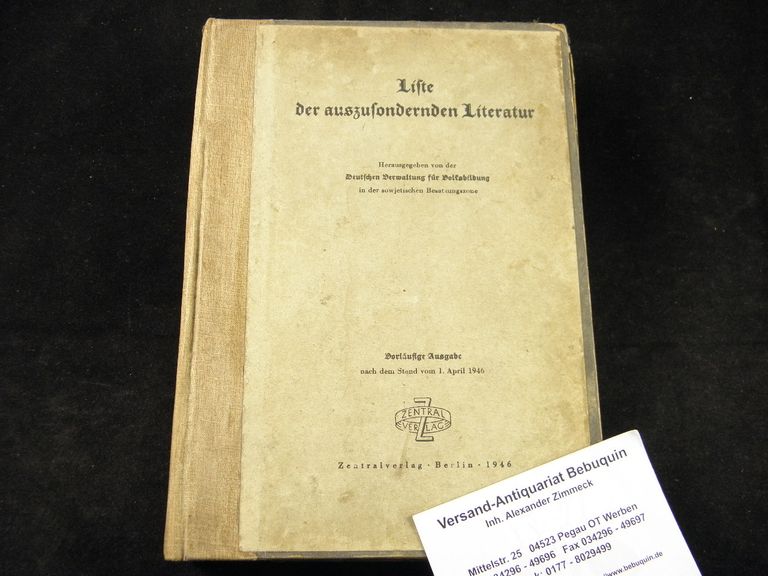 Liste
der auszusondernden Literatur
Herausgegeben von der
Deutschen Verwaltung für Volksbildung
in der sowjetischen Besatzungszone
Vorläufige Ausgabe
nach dem Stand vom 1. April 1946
ZENTRAL
VERLAG
Zentralverlag · Berlin · 1946
Versand-Antiquariat Bebuquin
Inh. Alexander Zimmeck
Mittelstr. 25 04523 Pegau OT Werben
34296 - 49696 Fax 034296 - 49697
0177 - 8029499
www.bebuquin.de